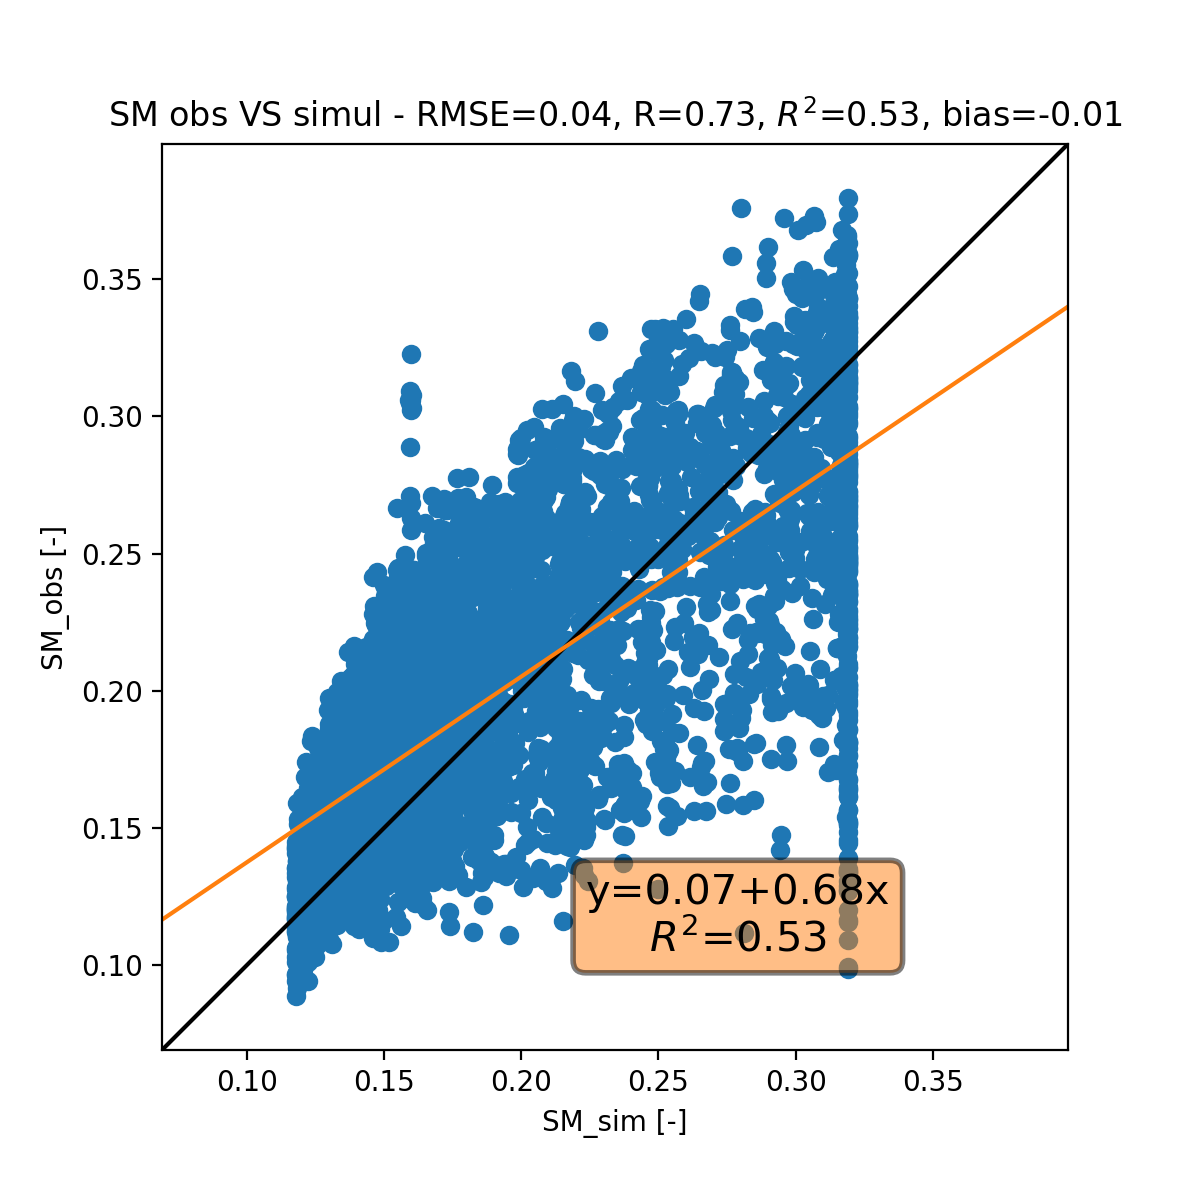 SM obs VS simul - RMSE=0.04, R=0.73, R²=0.53, bias=-0.01
0.35
0.30
0.25
0.20
0.15
0.10
SM_obs [-]
y=0.07+0.68x
R²=0.53
0.10 0.15 0.20 0.25 0.30 0.35
SM_sim [-]